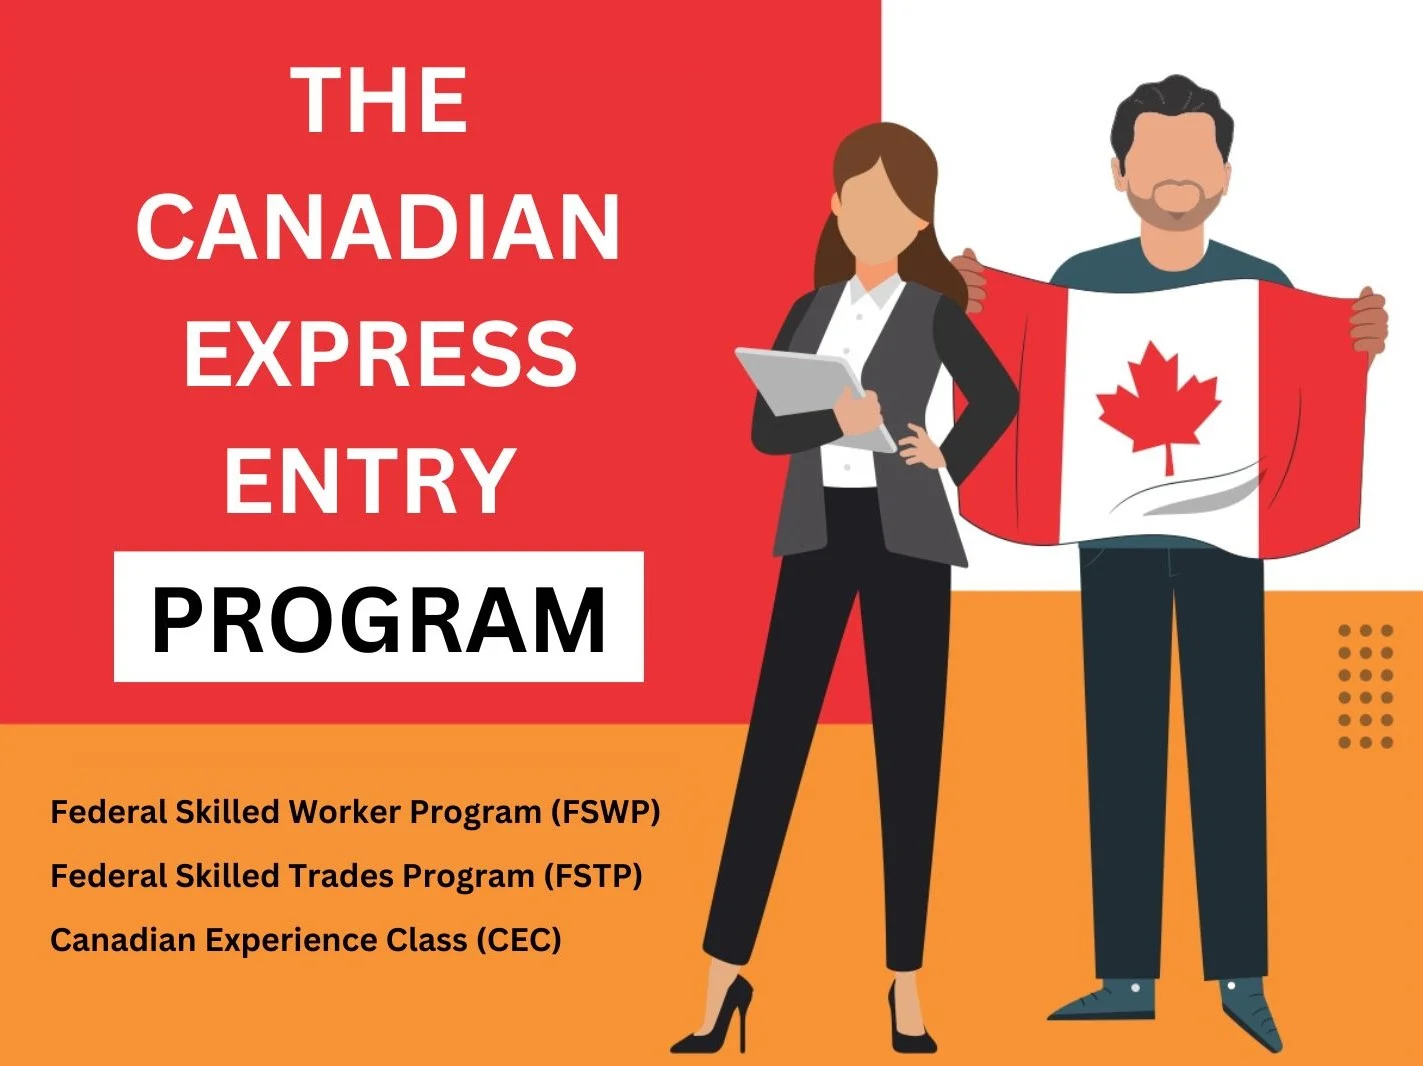 THE
CANADIAN
EXPRESS
ENTRY
PROGRAM
Federal Skilled Worker Program (FSWP)
Federal Skilled Trades Program (FSTP)
Canadian Experience Class (CEC)